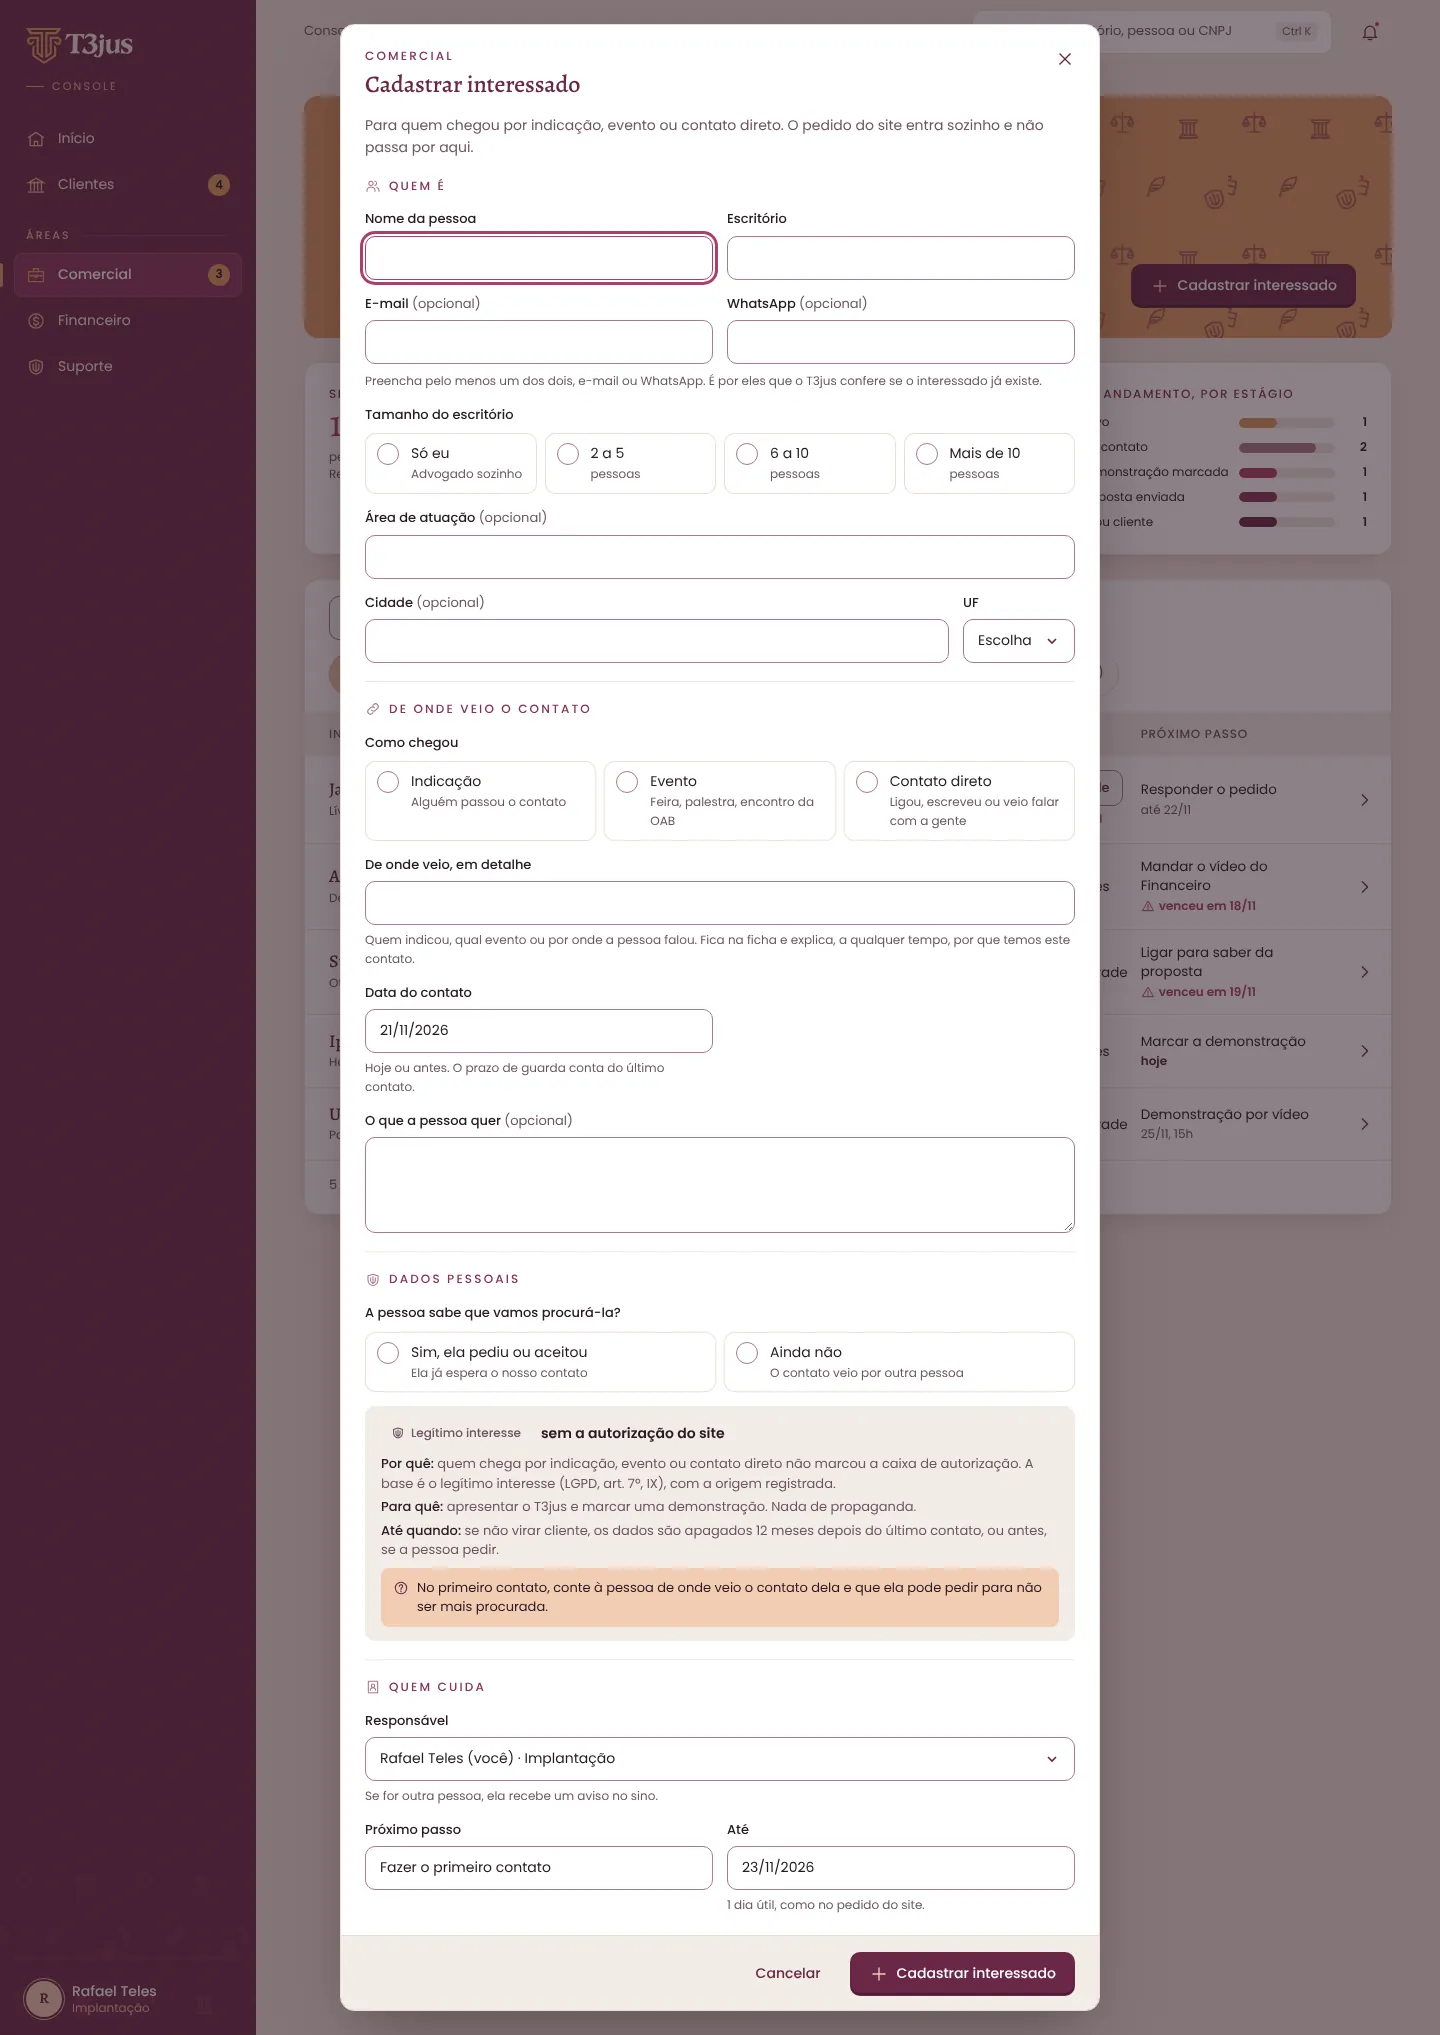 T3jus
CONSOLE
Início
Clientes
4
ÁREAS
Comercial
3
Financeiro
Suporte
Rafael Teles
Implantação
R
ório, pessoa ou CNPJ
Ctrl K
Cadastrar interessado
ANDAMENTO, POR ESTÁGIO
1
contato
2
monstração marcada
1
posta enviada
1
ou cliente
1
PRÓXIMO PASSO
Responder o pedido
até 22/11
Mandar o vídeo do
Financeiro
venceu em 18/11
Ligar para saber da
proposta
venceu em 19/11
Marcar a demonstração
hoje
Demonstração por vídeo
25/11, 15h
5
COMERCIAL
Cadastrar interessado
Para quem chegou por indicação, evento ou contato direto. O pedido do site entra sozinho e não
passa por aqui.
QUEM É
Nome da pessoa
Escritório
E-mail (opcional)
WhatsApp (opcional)
Preencha pelo menos um dos dois, e-mail ou WhatsApp. É por eles que o T3jus confere se o interessado já existe.
Tamanho do escritório
Só eu
Advogado sozinho
2 a 5
pessoas
6 a 10
pessoas
Mais de 10
pessoas
Área de atuação (opcional)
Cidade (opcional)
UF
Escolha
DE ONDE VEIO O CONTATO
Como chegou
Indicação
Alguém passou o contato
Evento
Feira, palestra, encontro da
OAB
Contato direto
Ligou, escreveu ou veio falar
com a gente
De onde veio, em detalhe
Quem indicou, qual evento ou por onde a pessoa falou. Fica na ficha e explica, a qualquer tempo, por que temos este
contato.
Data do contato
21/11/2026
Hoje ou antes. O prazo de guarda conta do último
contato.
O que a pessoa quer (opcional)
DADOS PESSOAIS
A pessoa sabe que vamos procurá-la?
Sim, ela pediu ou aceitou
Ela já espera o nosso contato
Ainda não
O contato veio por outra pessoa
Legítimo interesse
sem a autorização do site
Por quê: quem chega por indicação, evento ou contato direto não marcou a caixa de autorização. A
base é o legítimo interesse (LGPD, art. 7º, IX), com a origem registrada.
Para quê: apresentar o T3jus e marcar uma demonstração. Nada de propaganda.
Até quando: se não virar cliente, os dados são apagados 12 meses depois do último contato, ou antes,
se a pessoa pedir.
No primeiro contato, conte à pessoa de onde veio o contato dela e que ela pode pedir para não
ser mais procurada.
QUEM CUIDA
Responsável
Rafael Teles (você) · Implantação
Se for outra pessoa, ela recebe um aviso no sino.
Próximo passo
Fazer o primeiro contato
Até
23/11/2026
1 dia útil, como no pedido do site.
Cancelar
Cadastrar interessado